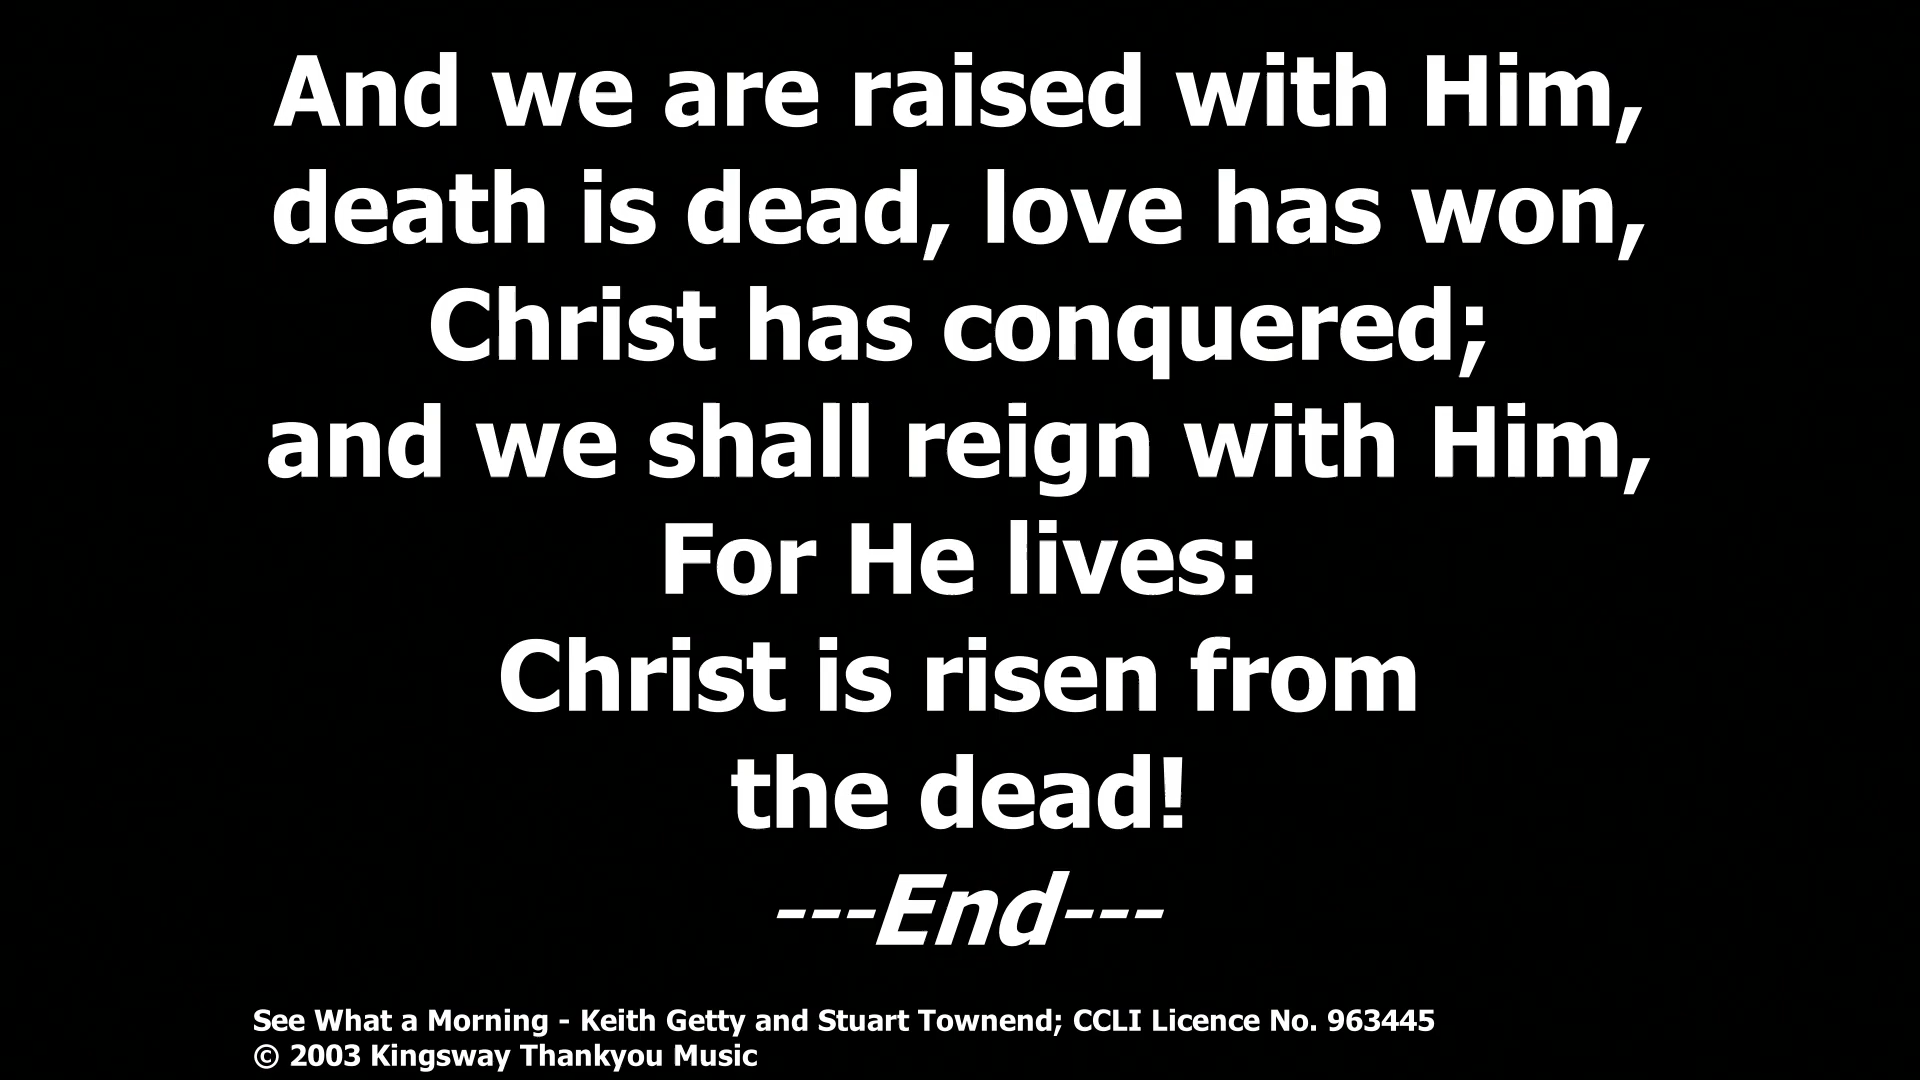 And we are raised with Him,
death is dead, love has won,
Christ has conquered;
and we shall reign with Him,
For He lives:
Christ is risen from
the dead!
---End---
See What a Morning - Keith Getty and Stuart Townend; CCLI Licence No. 963445
© 2003 Kingsway Thankyou Music